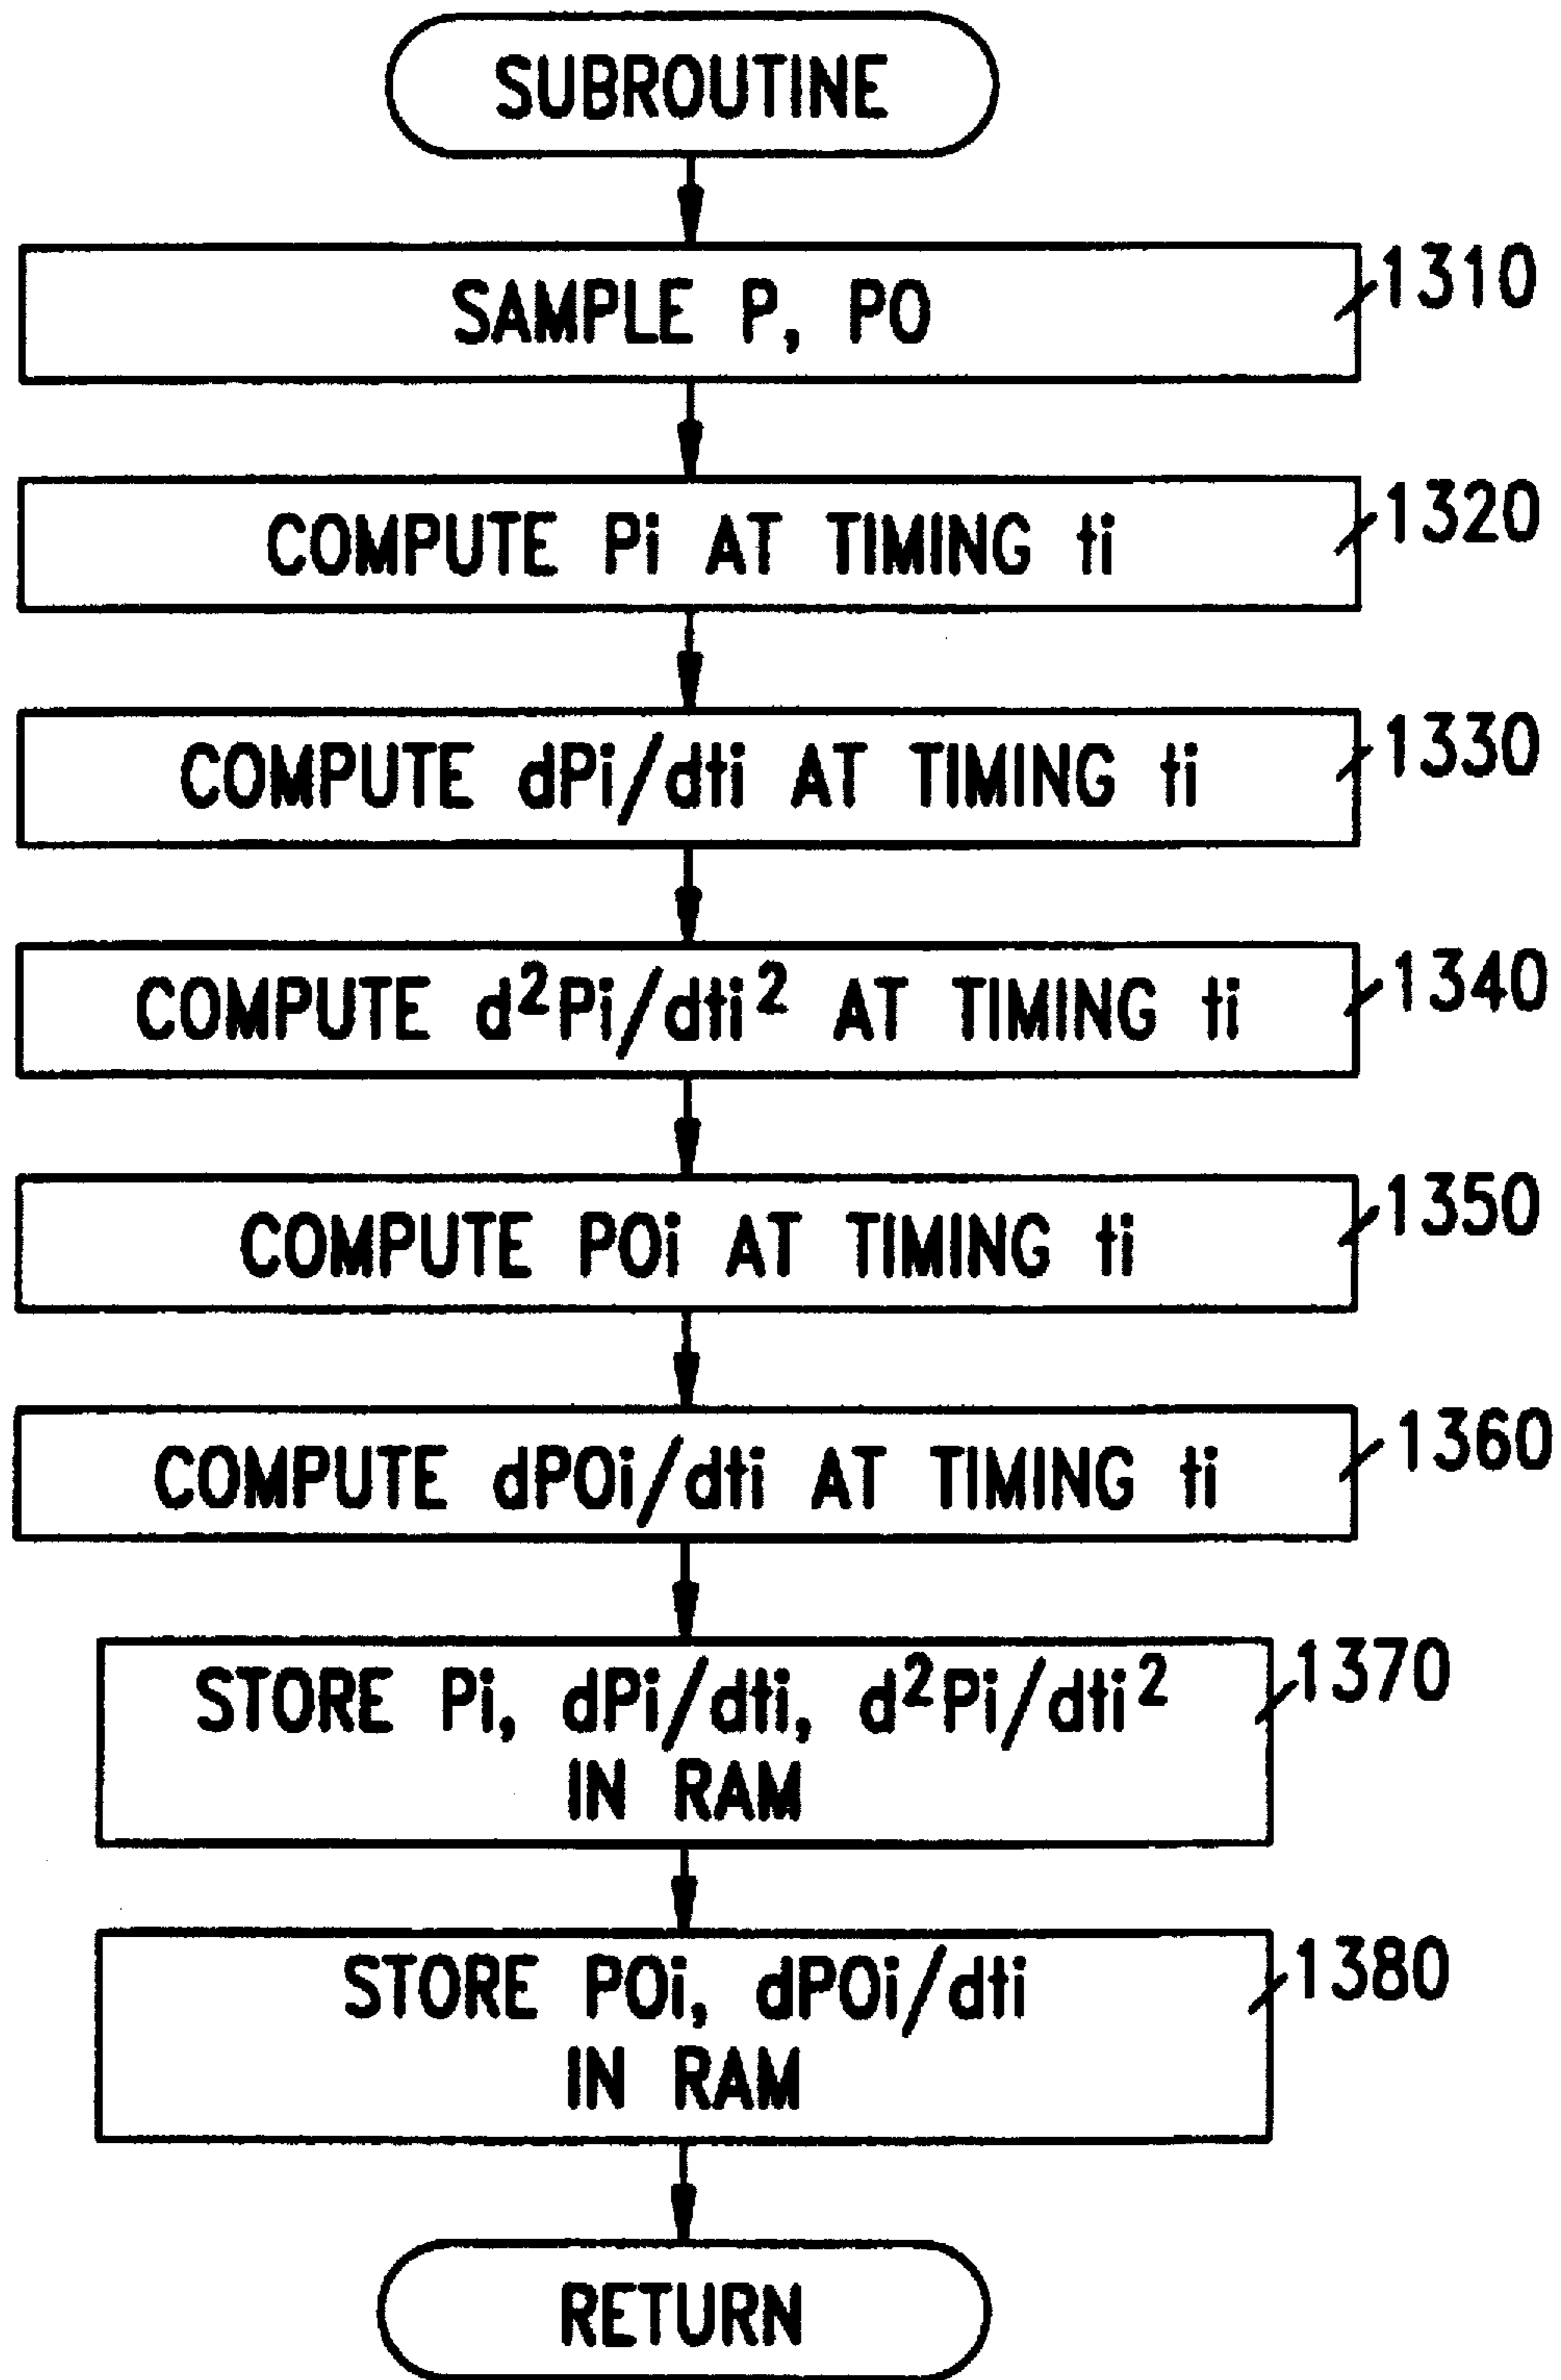 SUBROUTINE
SAMPLE P, PO
1310
COMPUTE Pi AT TIMING ti
1320
COMPUTE dPi/dti AT TIMING ti
1330
COMPUTE d²Pi/dti² AT TIMING ti
1340
COMPUTE POi AT TIMING ti
1350
COMPUTE dPOi/dti AT TIMING ti
1360
STORE Pi, dPi/dti, d²Pi/dti²
IN RAM
1370
STORE POi, dPOi/dti
IN RAM
1380
RETURN